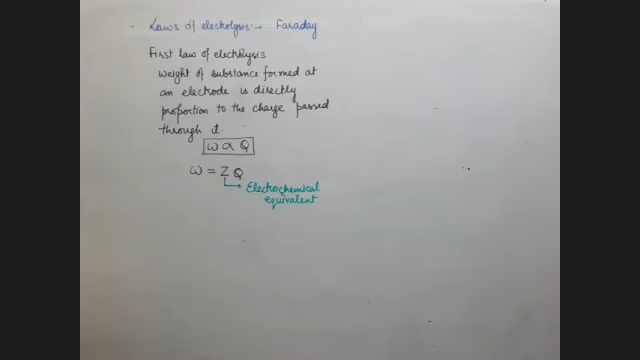 Laws of electolysis:→ Faraday
First law of electrolysis
weight of substance formed at
an electrode is directly
proportion to the charge passed
through it
w ∝ Q
w = Z Q
Electrochemical
equivalent